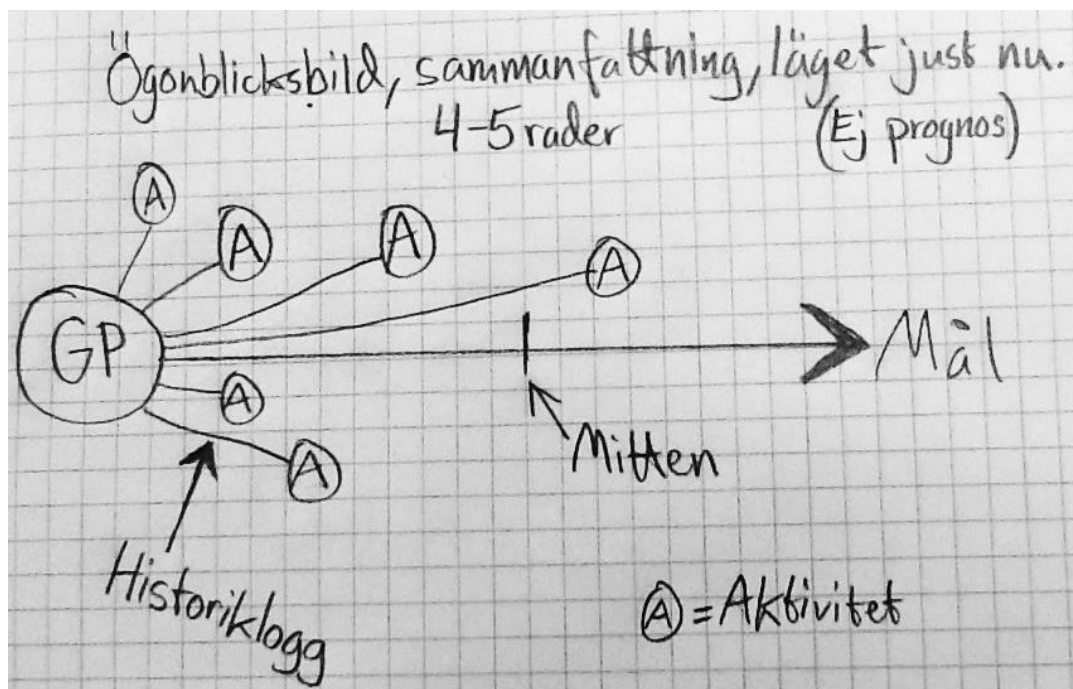 Ögonblicksbild, sammanfattning, läget just nu.
4-5 rader (Ej prognos)
A
A
A
A
GP
Mål
A
Mitten
A
Historiklogg
A = Aktivitet